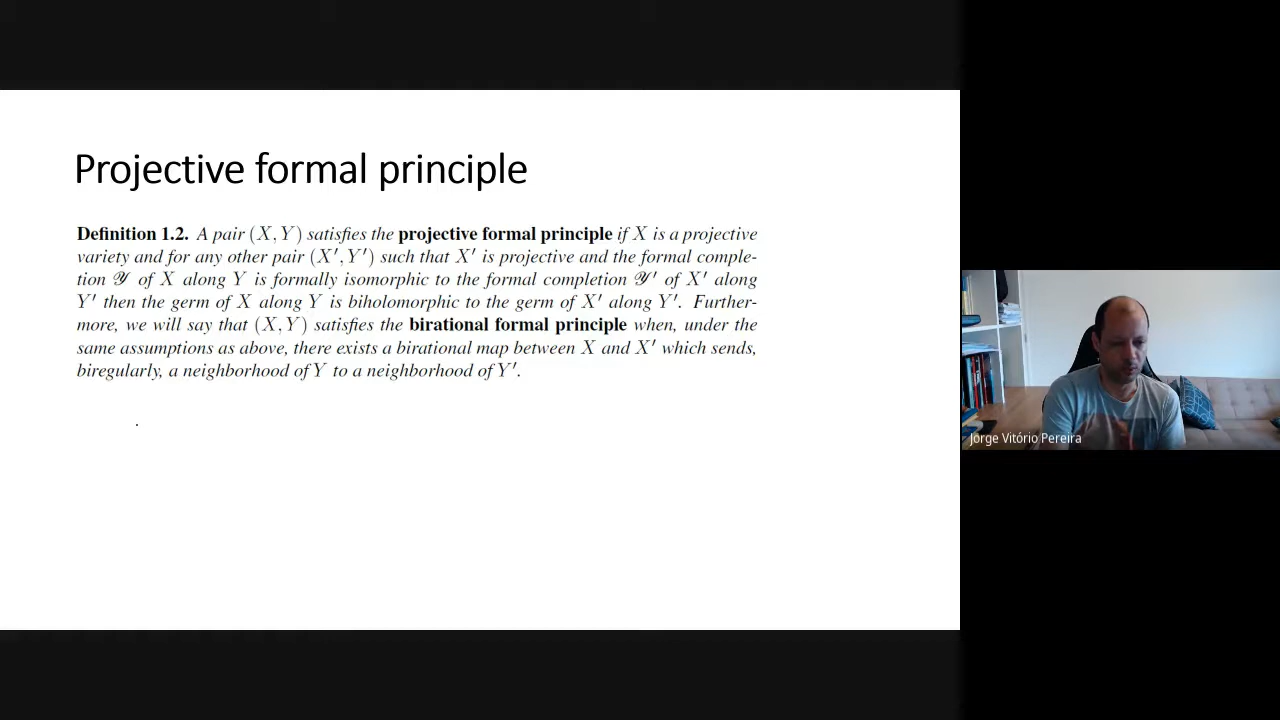 Projective formal principle
Definition 1.2. A pair (X, Y) satisfies the projective formal principle if X is a projective
variety and for any other pair (X′, Y′) such that X′ is projective and the formal comple-
tion 𝒴 of X along Y is formally isomorphic to the formal completion 𝒴′ of X′ along
Y′ then the germ of X along Y is biholomorphic to the germ of X′ along Y′. Further-
more, we will say that (X, Y) satisfies the birational formal principle when, under the
same assumptions as above, there exists a birational map between X and X′ which sends,
biregularly, a neighborhood of Y to a neighborhood of Y′.
Jorge Vitório Pereira